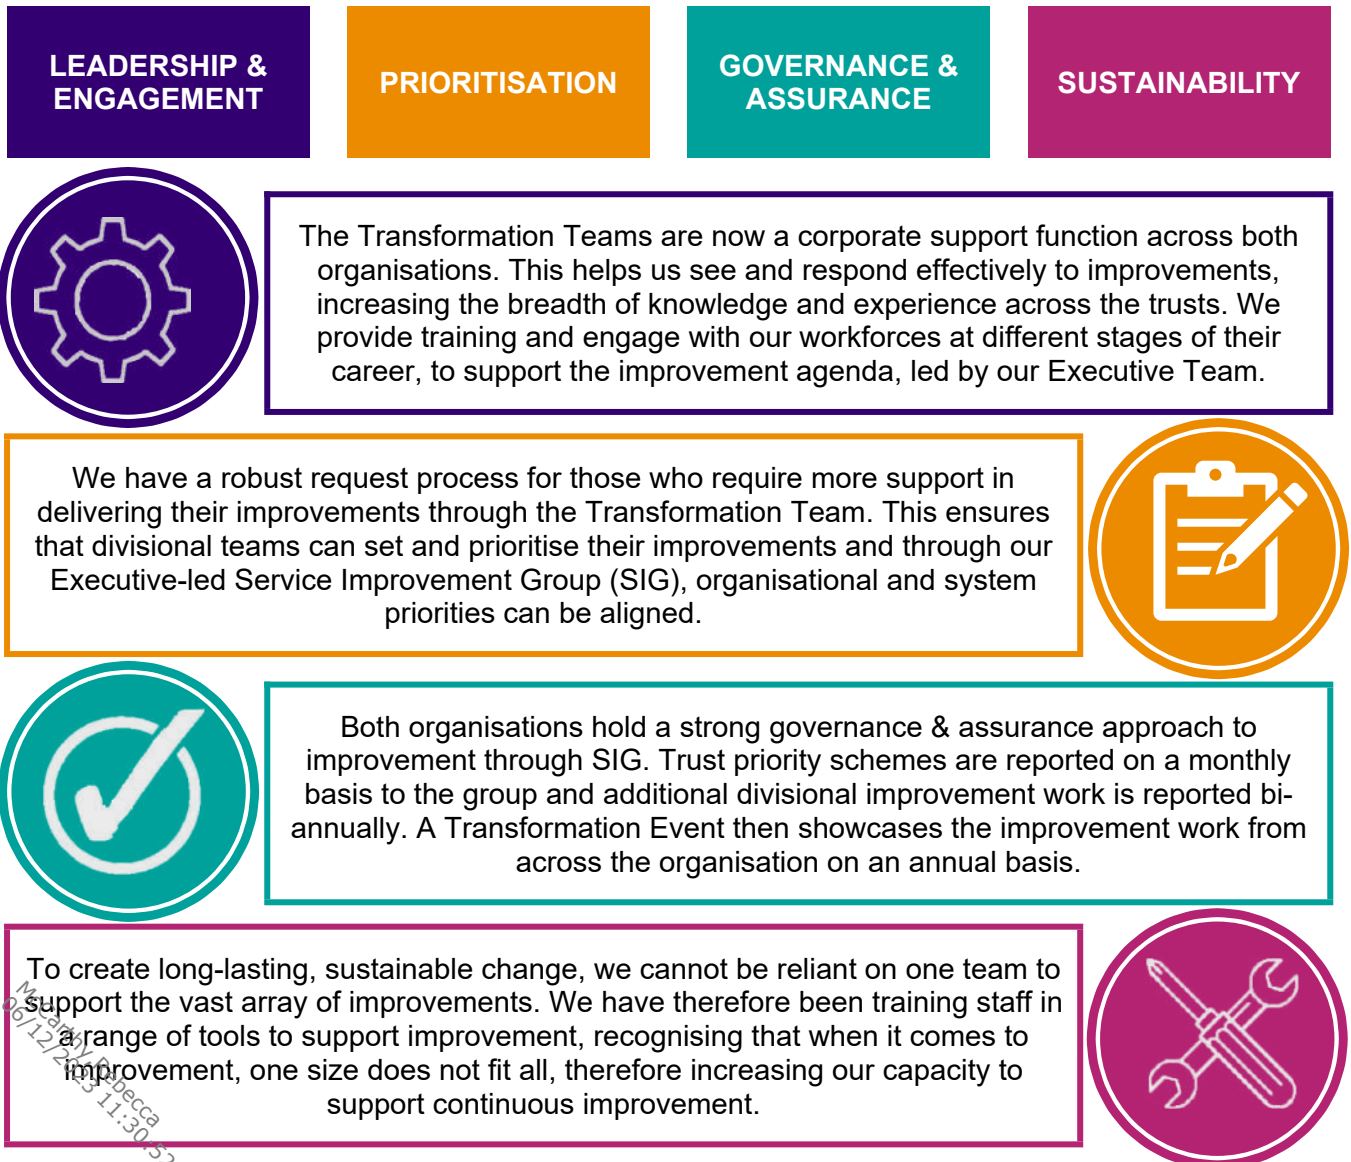 LEADERSHIP &
ENGAGEMENT
PRIORITISATION
GOVERNANCE &
ASSURANCE
SUSTAINABILITY
The Transformation Teams are now a corporate support function across both
organisations. This helps us see and respond effectively to improvements,
increasing the breadth of knowledge and experience across the trusts. We
provide training and engage with our workforces at different stages of their
career, to support the improvement agenda, led by our Executive Team.
We have a robust request process for those who require more support in
delivering their improvements through the Transformation Team. This ensures
that divisional teams can set and prioritise their improvements and through our
Executive-led Service Improvement Group (SIG), organisational and system
priorities can be aligned.
Both organisations hold a strong governance & assurance approach to
improvement through SIG. Trust priority schemes are reported on a monthly
basis to the group and additional divisional improvement work is reported bi-
annually. A Transformation Event then showcases the improvement work from
across the organisation on an annual basis.
To create long-lasting, sustainable change, we cannot be reliant on one team to
support the vast array of improvements. We have therefore been training staff in
a range of tools to support improvement, recognising that when it comes to
improvement, one size does not fit all, therefore increasing our capacity to
support continuous improvement.
McCarthy, Rebecca
06/12/2023 11:30:52